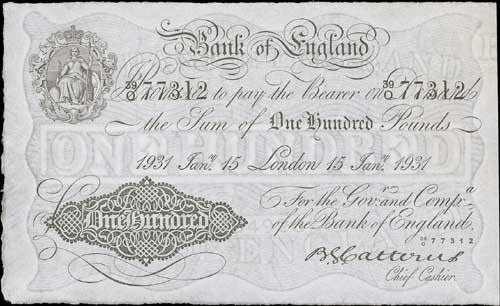 Bank of England
39/O 77312 to pay the Bearer on 39/O 77312
the Sum of One Hundred Pounds
1931 Jany. 15 London 15 Jany. 1931
For the Govr. and Compa.
of the Bank of England.
One Hundred
39/O 77312
B G Catterns
Chief Cashier.
ONE HUNDRED